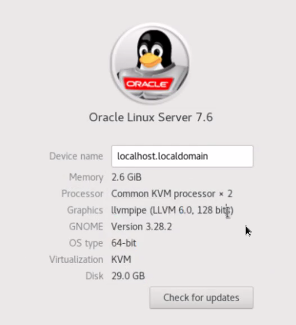 ORACLE
Oracle Linux Server 7.6
Device name localhost.localdomain
Memory 2.6 GiB
Processor Common KVM processor × 2
Graphics llvmpipe (LLVM 6.0, 128 bits)
GNOME Version 3.28.2
OS type 64-bit
Virtualization KVM
Disk 29.0 GB
Check for updates